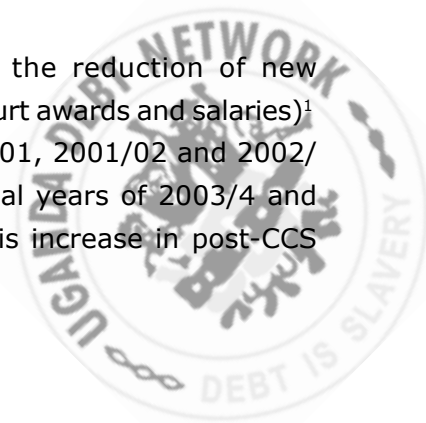 the reduction of new
urt awards and salaries)¹
01, 2001/02 and 2002/
al years of 2003/4 and
is increase in post-CCS
UGANDA DEBT NETWORK
DEBT IS SLAVERY